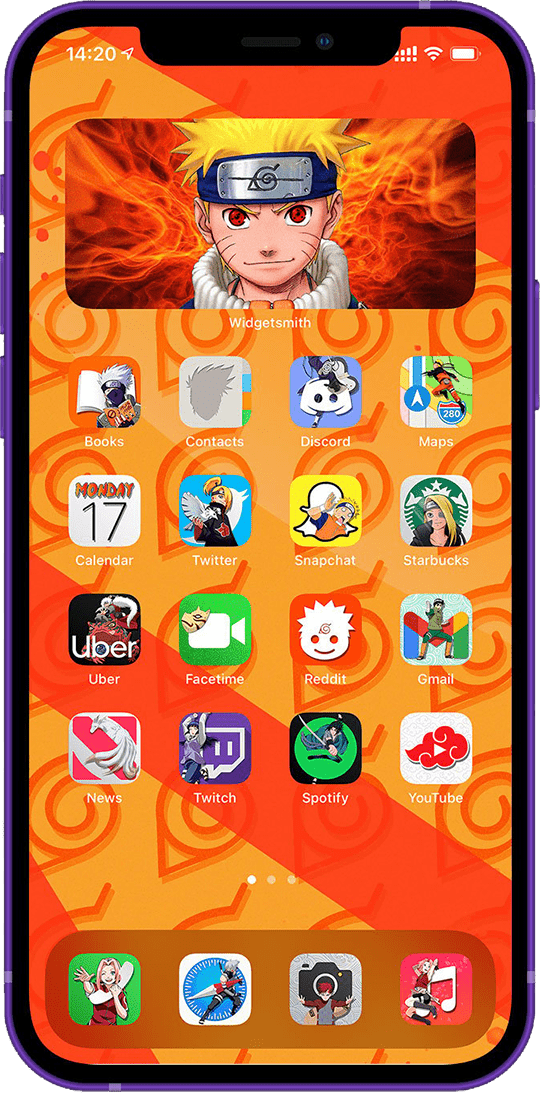 14:20
Widgetsmith
280
Books
Contacts
Discord
Maps
MONDAY
17
Calendar
Twitter
Snapchat
Starbucks
Uber
Uber
Facetime
Reddit
Gmail
News
Twitch
Spotify
YouTube